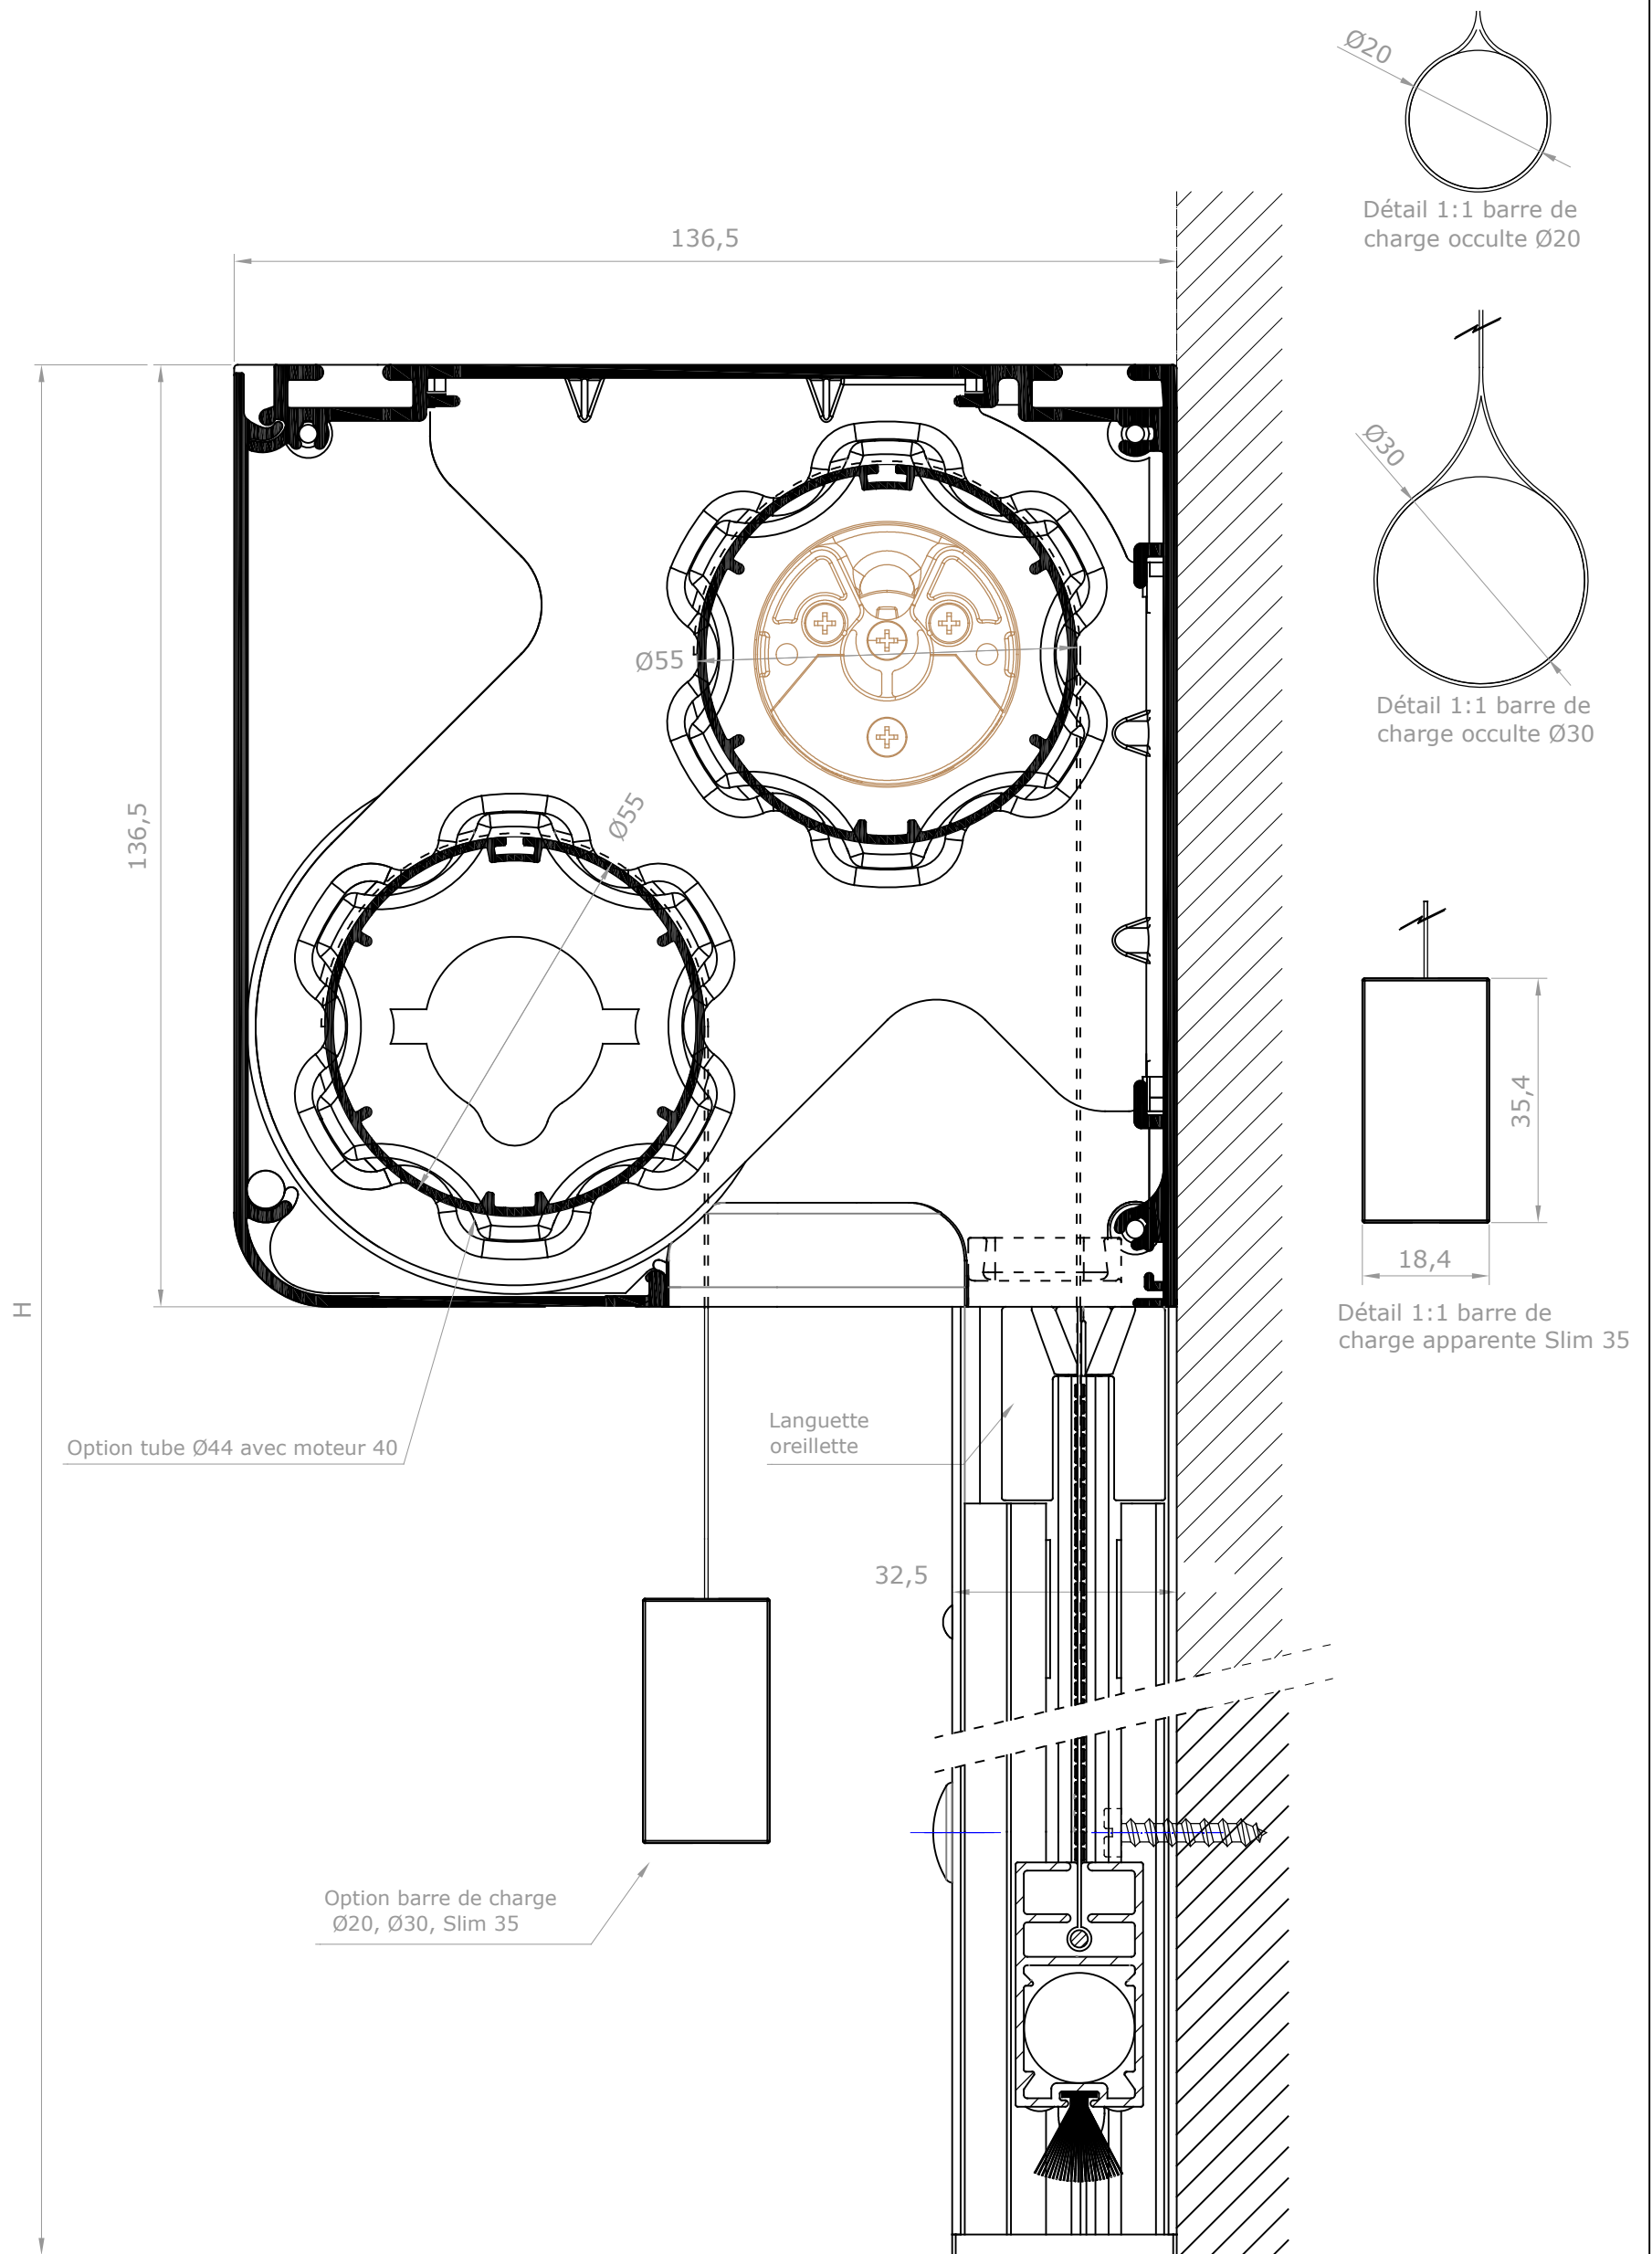 Ø20
Détail 1:1 barre de
charge occulte Ø20
136,5
Ø30
Détail 1:1 barre de
charge occulte Ø30
Ø55
136,5
Ø55
35,4
18,4
Détail 1:1 barre de
charge apparente Slim 35
H
Languette
oreillette
Option tube Ø44 avec moteur 40
32,5
Option barre de charge
Ø20, Ø30, Slim 35